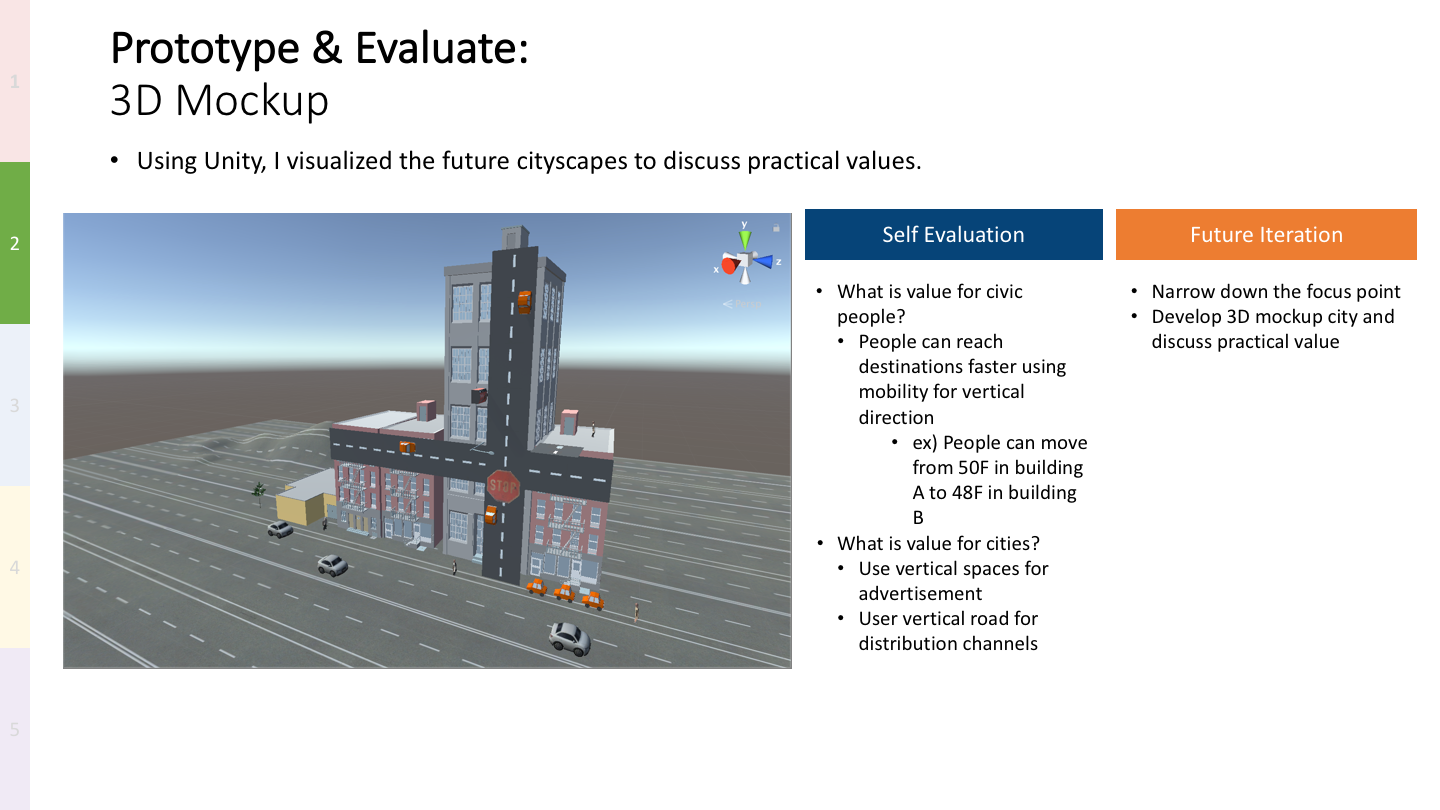 Prototype & Evaluate:
3D Mockup
• Using Unity, I visualized the future cityscapes to discuss practical values.
1
2
3
4
5
y
x
z
STOP
Self Evaluation
• What is value for civic
people?
• People can reach
destinations faster using
mobility for vertical
direction
• ex) People can move
from 50F in building
A to 48F in building
B
• What is value for cities?
• Use vertical spaces for
advertisement
• User vertical road for
distribution channels
Future Iteration
• Narrow down the focus point
• Develop 3D mockup city and
discuss practical value